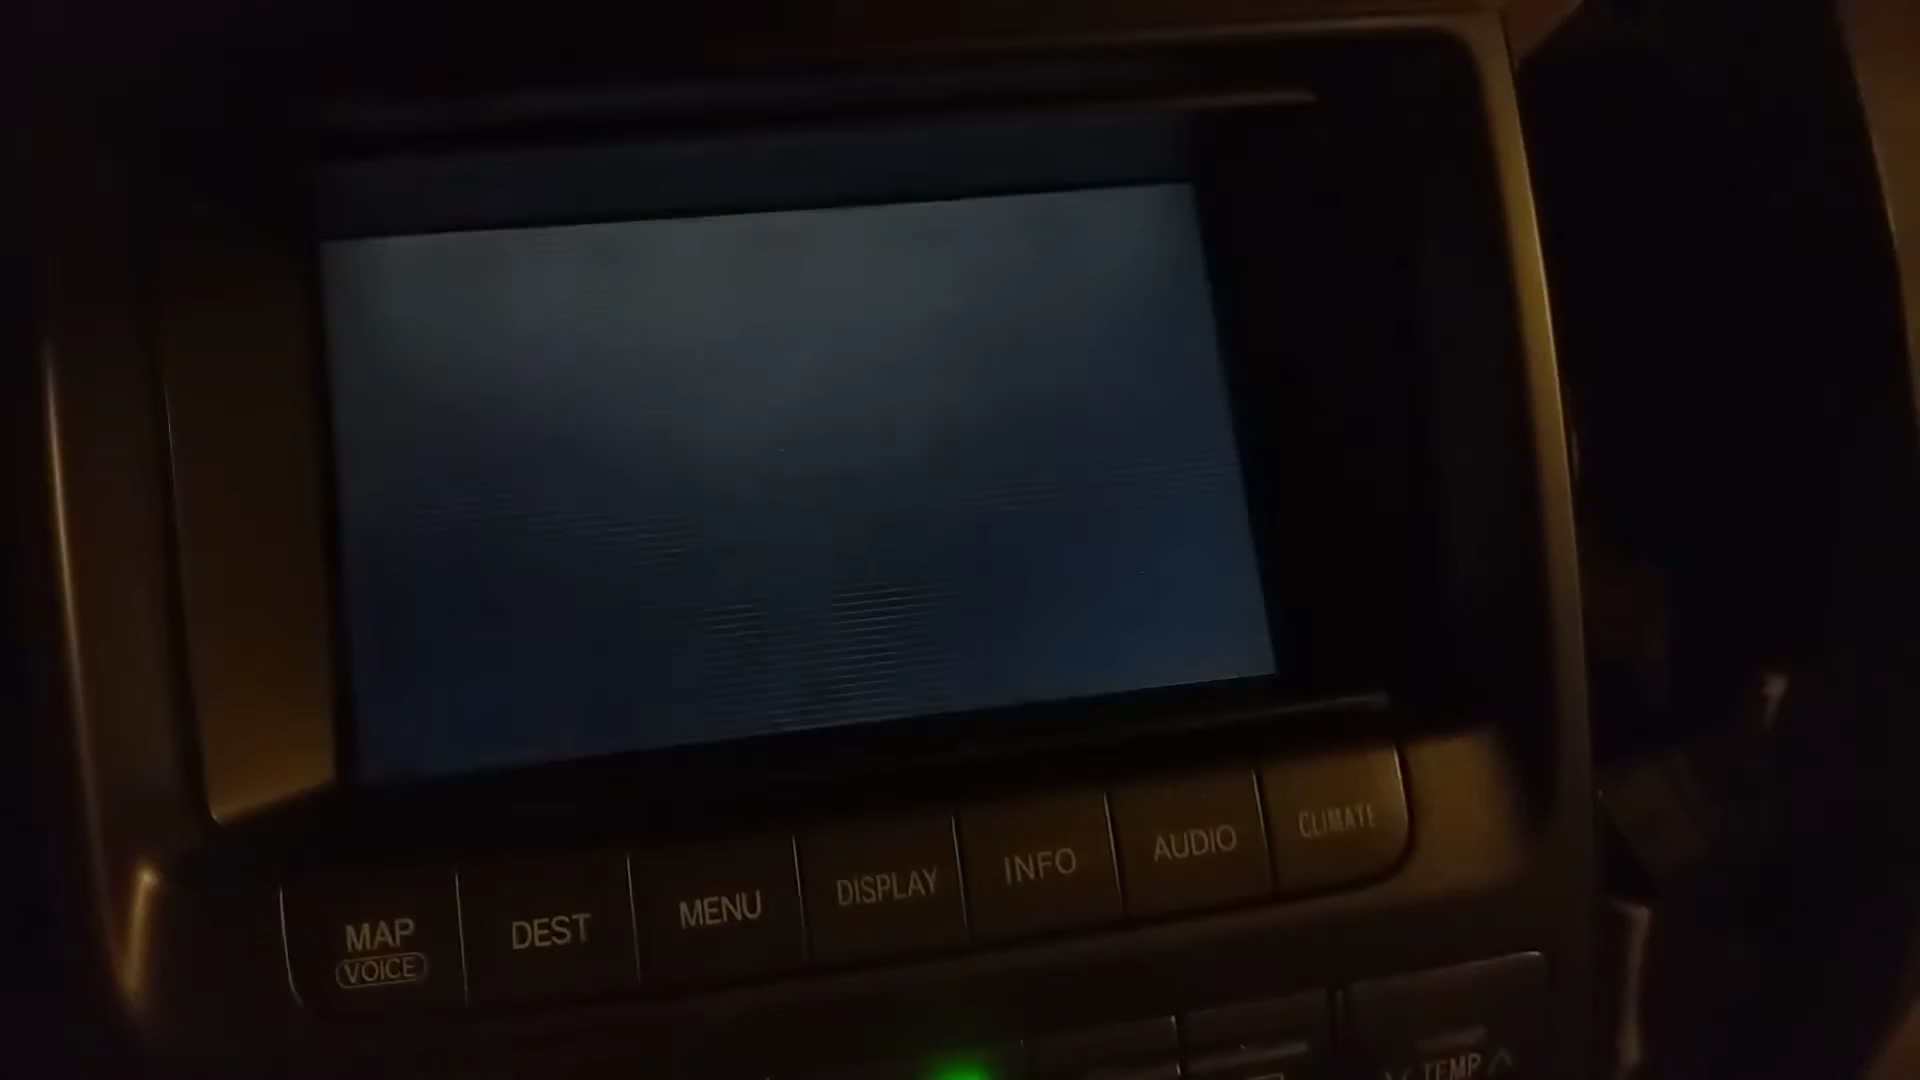 MAP
VOICE
DEST
MENU
DISPLAY
INFO
AUDIO
CLIMATE
TEMP